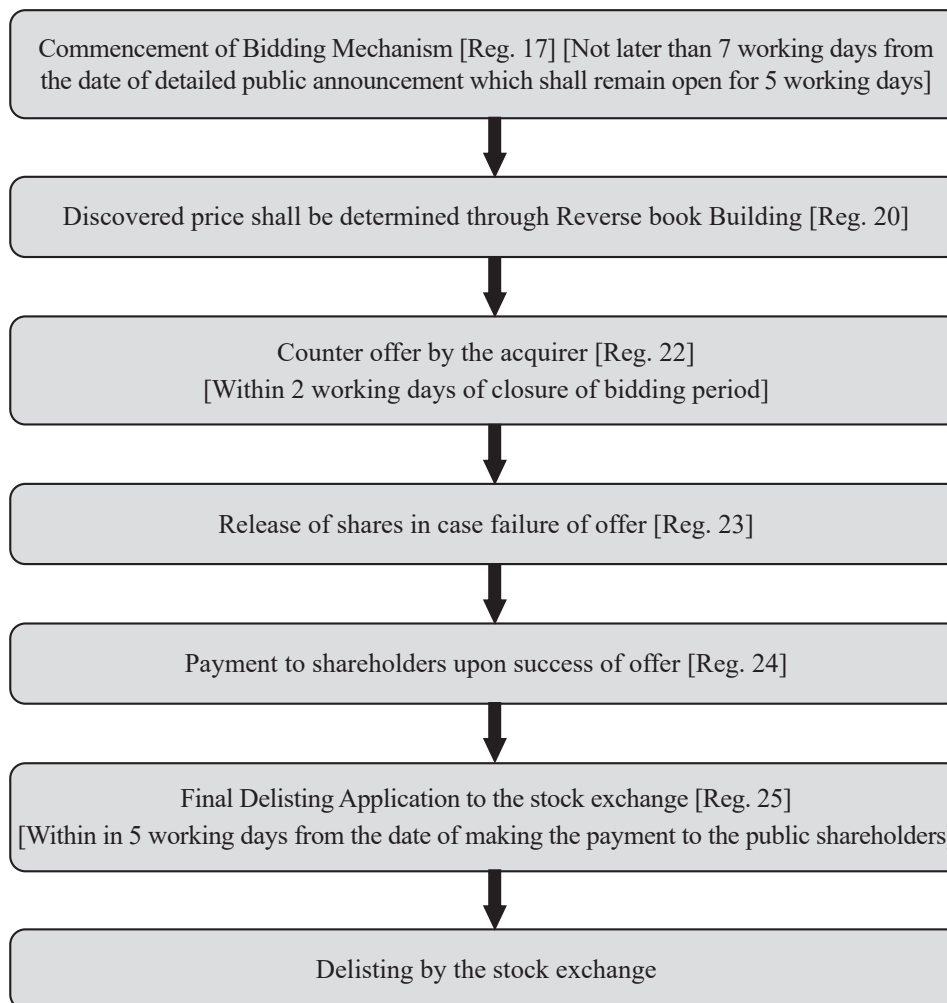 Commencement of Bidding Mechanism [Reg. 17] [Not later than 7 working days from
the date of detailed public announcement which shall remain open for 5 working days]
Discovered price shall be determined through Reverse book Building [Reg. 20]
Counter offer by the acquirer [Reg. 22]
[Within 2 working days of closure of bidding period]
Release of shares in case failure of offer [Reg. 23]
Payment to shareholders upon success of offer [Reg. 24]
Final Delisting Application to the stock exchange [Reg. 25]
[Within in 5 working days from the date of making the payment to the public shareholders
Delisting by the stock exchange